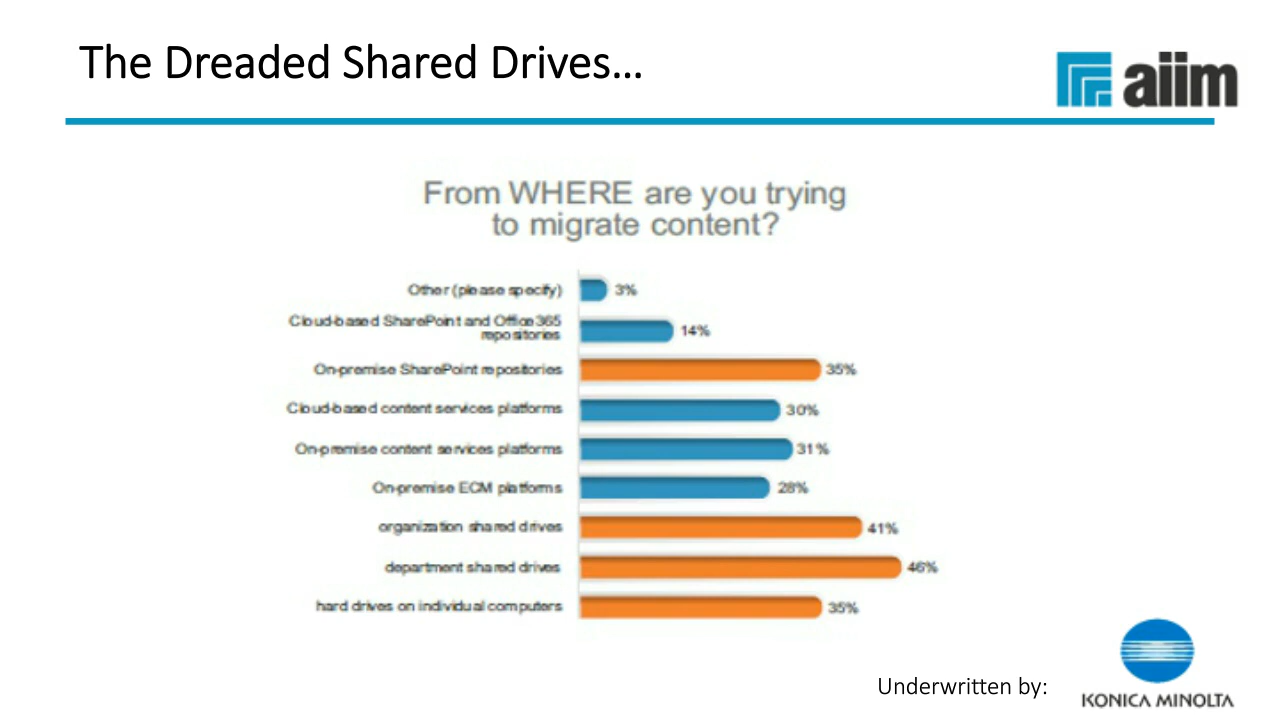 The Dreaded Shared Drives...
aiim
From WHERE are you trying
to migrate content?
Other (please specify) 3%
Cloud-based SharePoint and Office 365
repositories 14%
On-premise SharePoint repositories 35%
Cloud-based content services platforms 30%
On-premise content services platforms 31%
On-premise ECM platforms 28%
organization shared drives 41%
department shared drives 46%
hard drives on individual computers 35%
Underwritten by:
KONICA MINOLTA